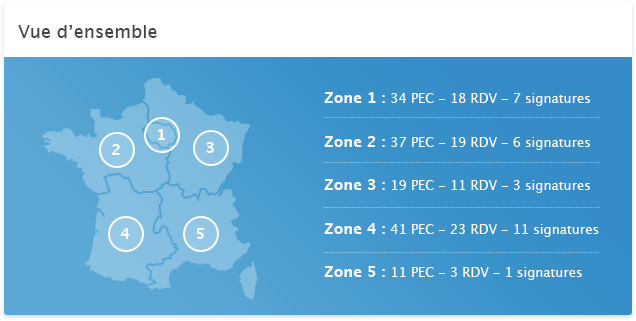 Vue d’ensemble
1
2
3
4
5
Zone 1 : 34 PEC – 18 RDV – 7 signatures
Zone 2 : 37 PEC – 19 RDV – 6 signatures
Zone 3 : 19 PEC – 11 RDV – 3 signatures
Zone 4 : 41 PEC – 23 RDV – 11 signatures
Zone 5 : 11 PEC – 3 RDV – 1 signatures